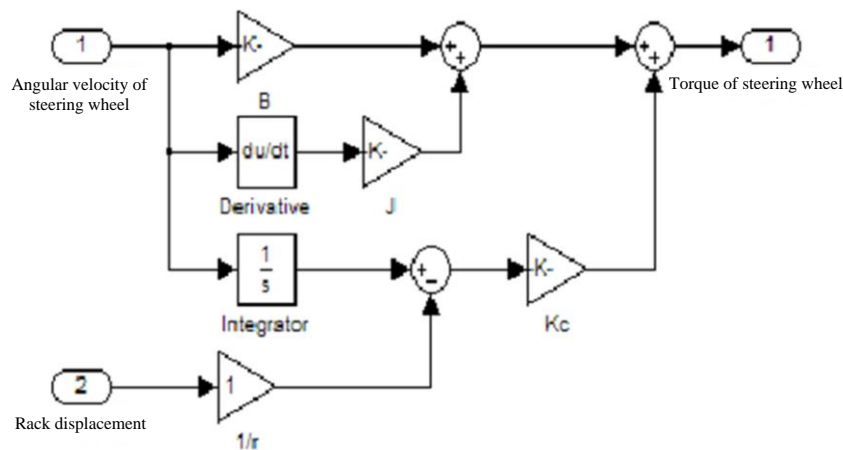 1
Angular velocity of
steering wheel
K-
B
+
+
+
+
1
Torque of steering wheel
du/dt
Derivative
K-
J
1
s
Integrator
+
−
K-
Kc
2
Rack displacement
1
1/r